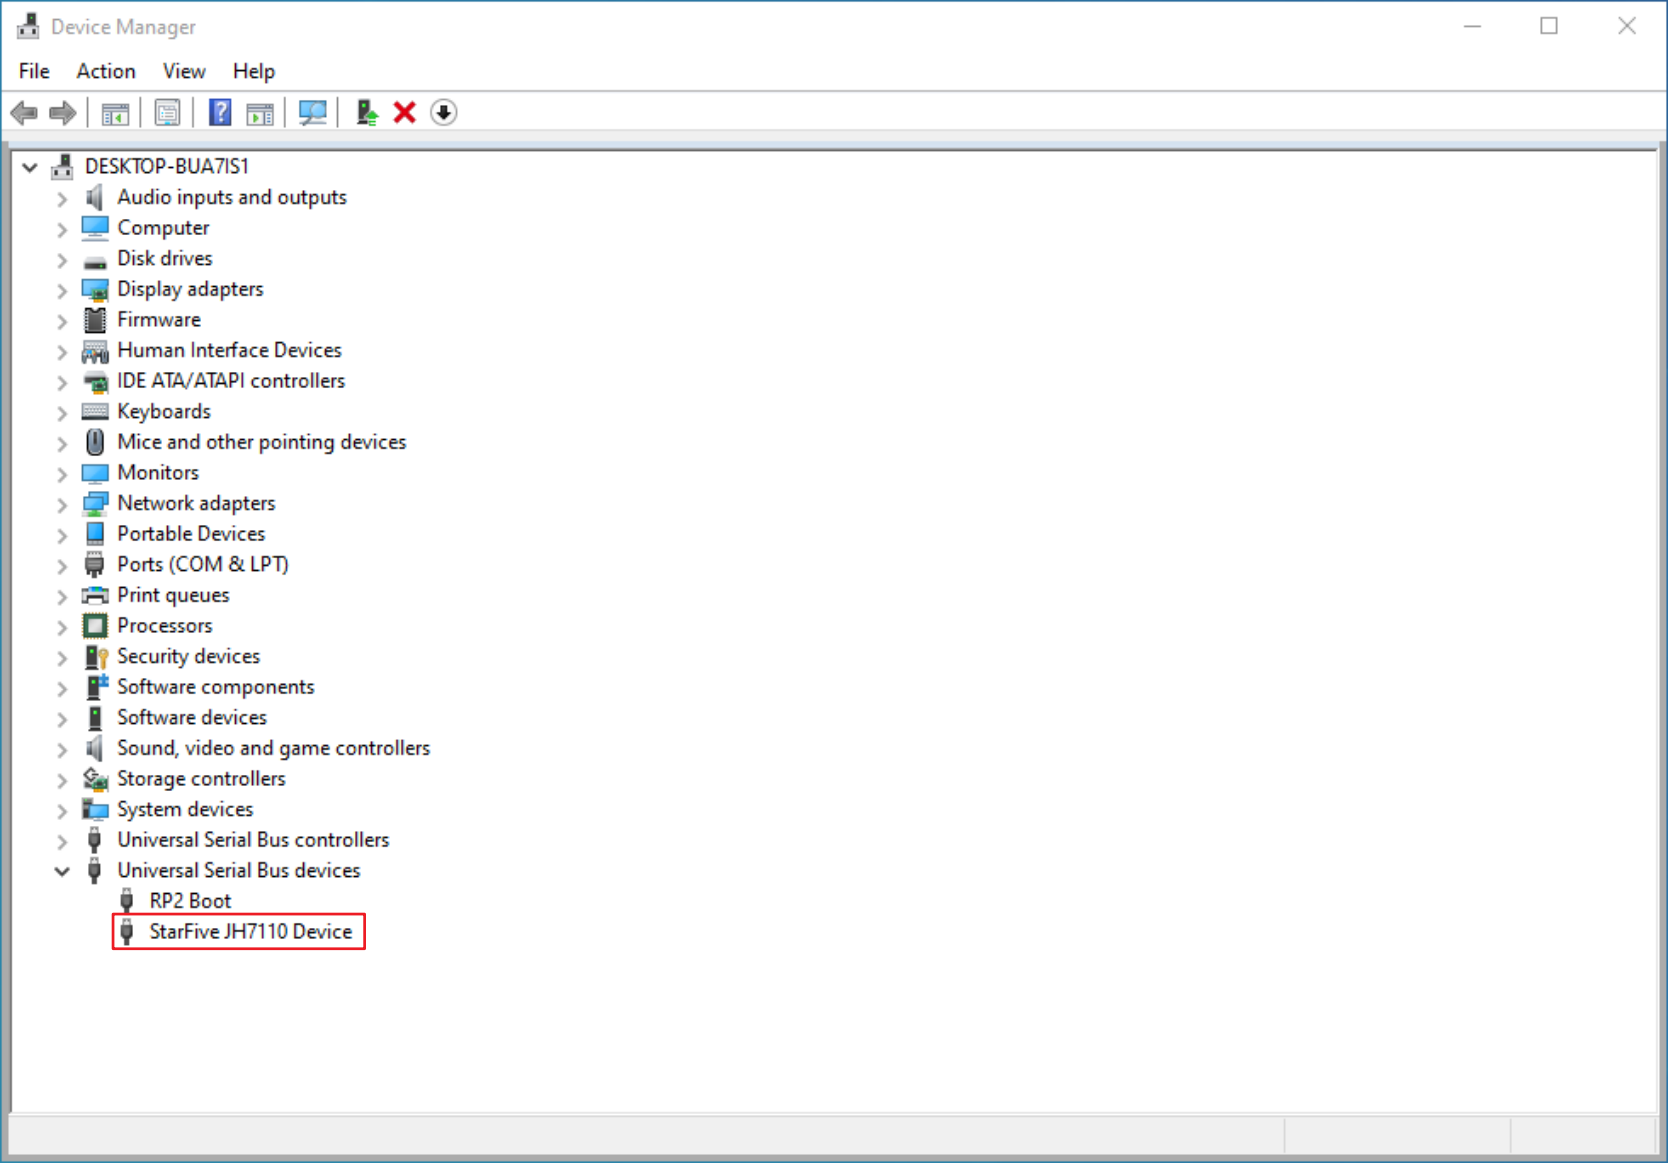 Device Manager
File Action View Help
DESKTOP-BUA7IS1
Audio inputs and outputs
Computer
Disk drives
Display adapters
Firmware
Human Interface Devices
IDE ATA/ATAPI controllers
Keyboards
Mice and other pointing devices
Monitors
Network adapters
Portable Devices
Ports (COM & LPT)
Print queues
Processors
Security devices
Software components
Software devices
Sound, video and game controllers
Storage controllers
System devices
Universal Serial Bus controllers
Universal Serial Bus devices
RP2 Boot
StarFive JH7110 Device